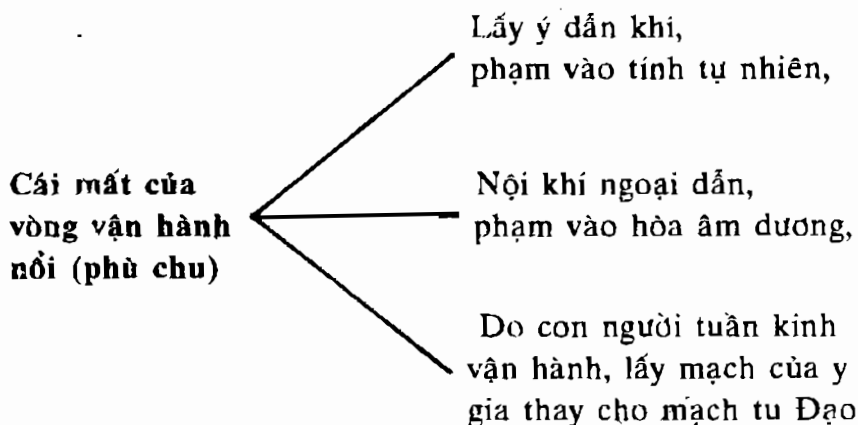 Lấy ý dẫn khí,
phạm vào tính tự nhiên,
Cái mất của
vòng vận hành
nổi (phù chu)
Nội khí ngoại dẫn,
phạm vào hòa âm dương,
Do con người tuần kinh
vận hành, lấy mạch của y
gia thay cho mạch tu Đạo